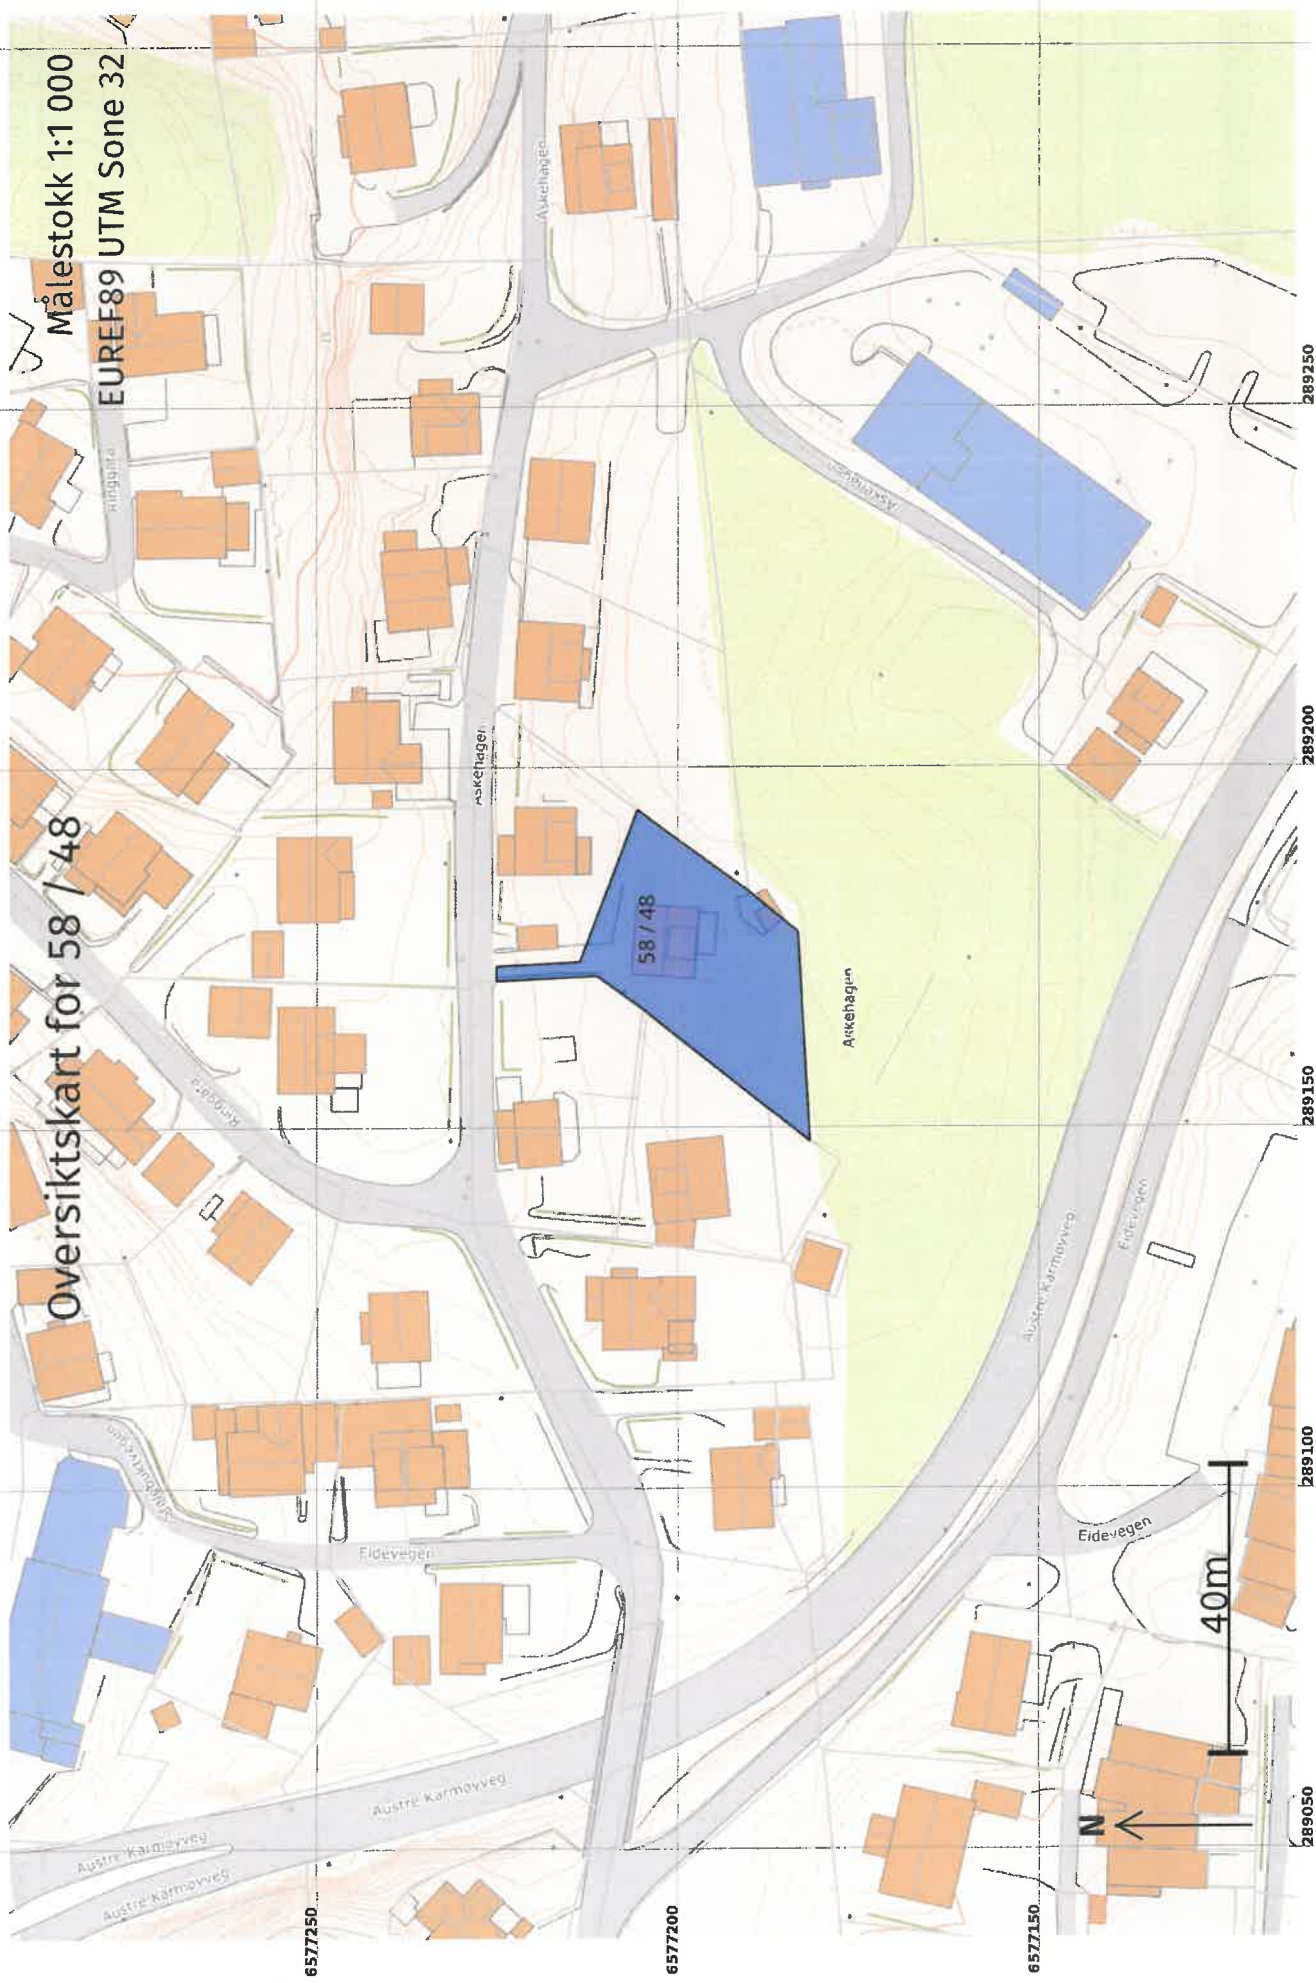 Oversiktskart for 58 / 48
Målestokk 1:1 000
EUREF89 UTM Sone 32
Ringgata
Ringgata
Askehagen
Askehagen
Askehagen
58 / 48
Askehagen
Eidevegen
Austre Karmøyveg
Austre Karmøyveg
Austre Karmøyveg
Austre Karmøyveg
Eidevegen
Eidevegen
40m
N
6577250
6577200
6577150
289050
289100
289150
289200
289250